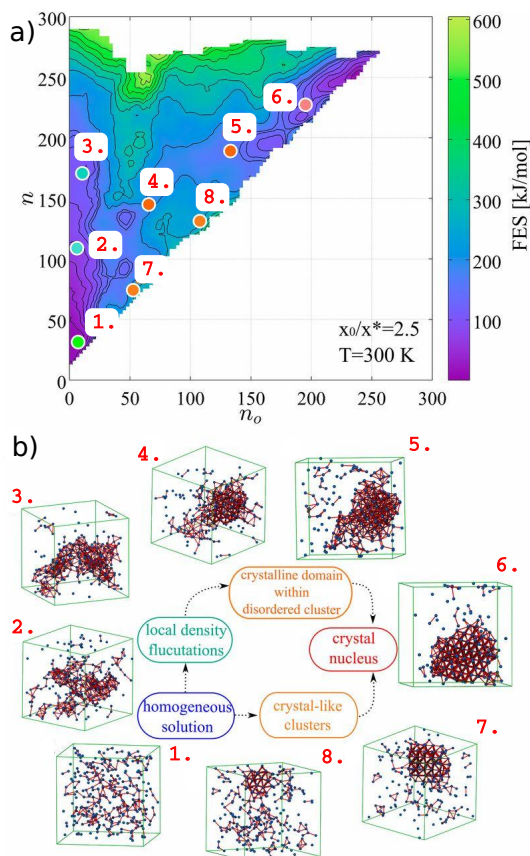 a)
300
250
200
150
100
50
0
n
0
50
100
150
200
250
300
nₒ
1.
2.
3.
4.
5.
6.
7.
8.
x₀/x*=2.5
T=300 K
600
500
400
300
200
100
FES [kJ/mol]
b)
4.
5.
3.
6.
2.
7.
1.
8.
crystalline domain
within
disordered cluster
local density
flucutations
crystal
nucleus
homogeneous
solution
crystal-like
clusters